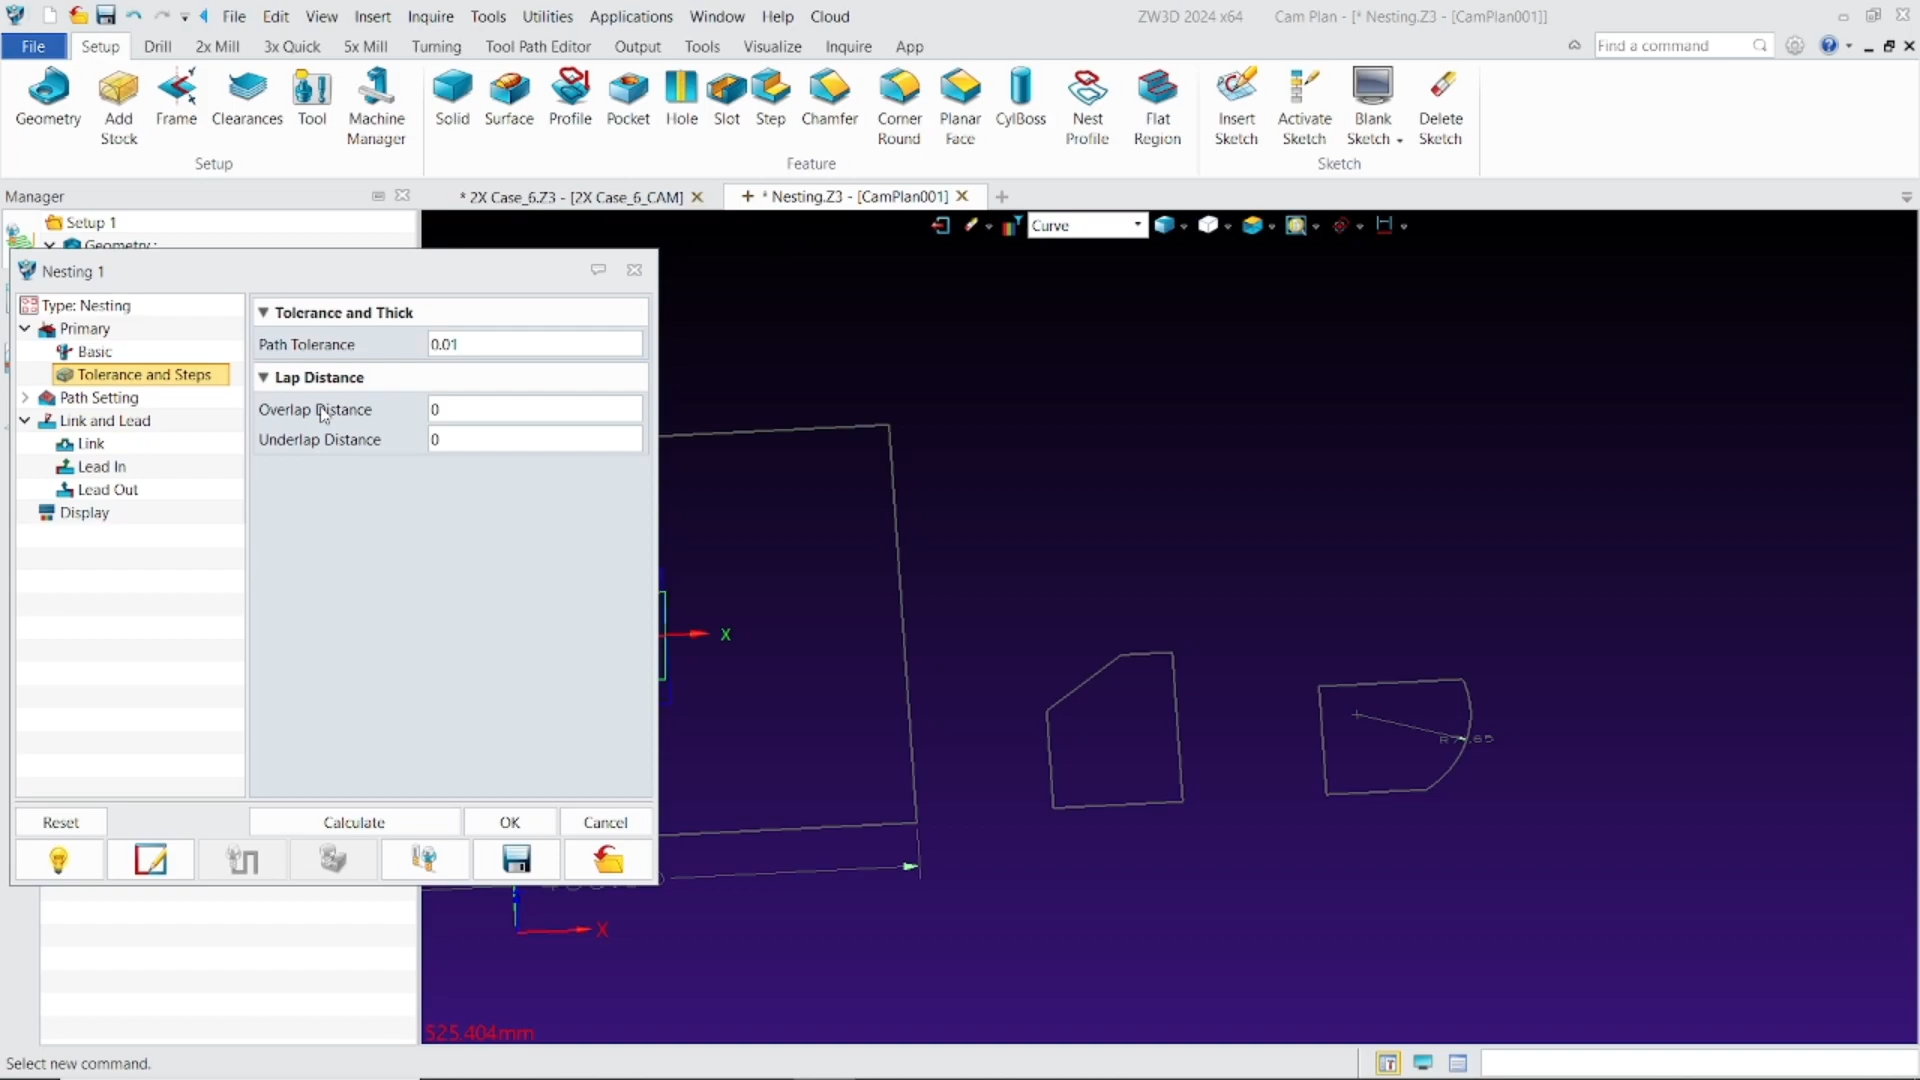 File Edit View Insert Inquire Tools Utilities Applications Window Help Cloud ZW3D 2024 x64 Cam Plan - [* Nesting.Z3 - [CamPlan001]]
File Setup Drill 2x Mill 3x Quick 5x Mill Turning Tool Path Editor Output Tools Visualize Inquire App Find a command
Geometry Add Stock Frame Clearances Tool Machine Manager Solid Surface Profile Pocket Hole Slot Step Chamfer Corner Round Planar Face CylBoss Nest Profile Flat Region Insert Sketch Activate Sketch Blank Sketch Delete Sketch
Setup Feature Sketch
Manager * 2X Case_6.Z3 - [2X Case_6_CAM] * Nesting.Z3 - [CamPlan001]
Setup 1 Curve
Geometry :
Nesting 1
Type: Nesting
Primary
Basic
Tolerance and Steps
Path Setting
Link and Lead
Link
Lead In
Lead Out
Display
Tolerance and Thick
Path Tolerance 0.01
Lap Distance
Overlap Distance 0
Underlap Distance 0
Reset Calculate OK Cancel
X
X
525.404mm
Select new command.